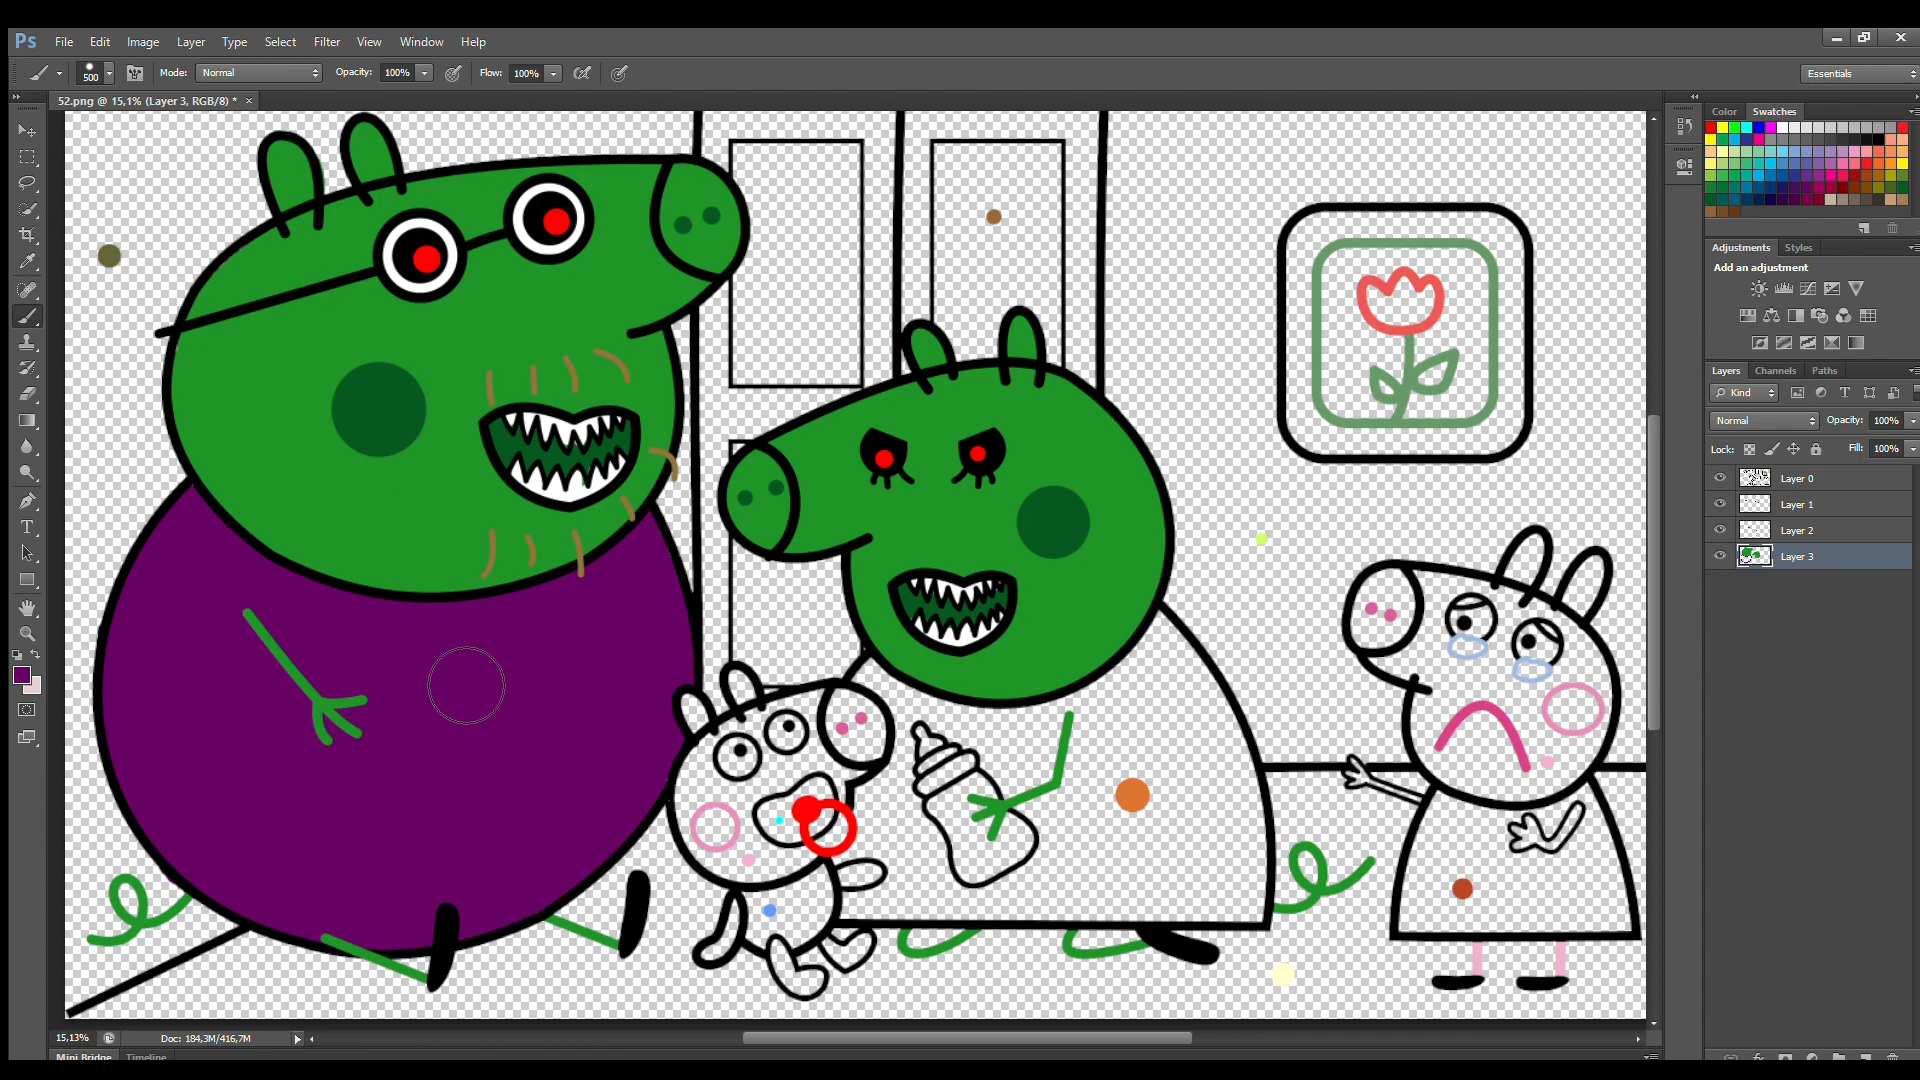 Ps File Edit Image Layer Type Select Filter View Window Help
500 Mode: Normal Opacity: 100% Flow: 100% Essentials
52.png @ 15,1% (Layer 3, RGB/8) * ×
Color Swatches
Adjustments Styles
Add an adjustment
Layers Channels Paths
Kind
Normal Opacity: 100%
Lock: Fill: 100%
Layer 0
Layer 1
Layer 2
Layer 3
15,13% Doc: 184,3M/416,7M
Mini Bridge Timeline